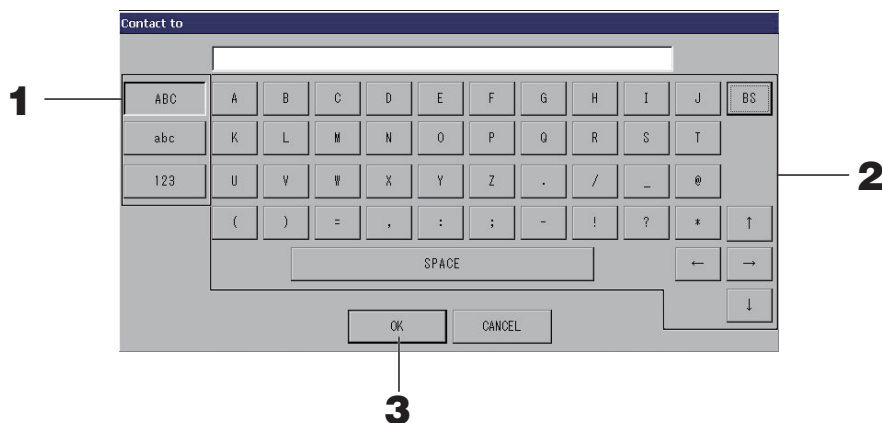 Contact to
1
ABC A B C D E F G H I J BS
abc K L M N O P Q R S T
123 U V W X Y Z . / _ @
2
( ) = , : ; - ! ? * ↑
SPACE ← →
↓
OK CANCEL
3